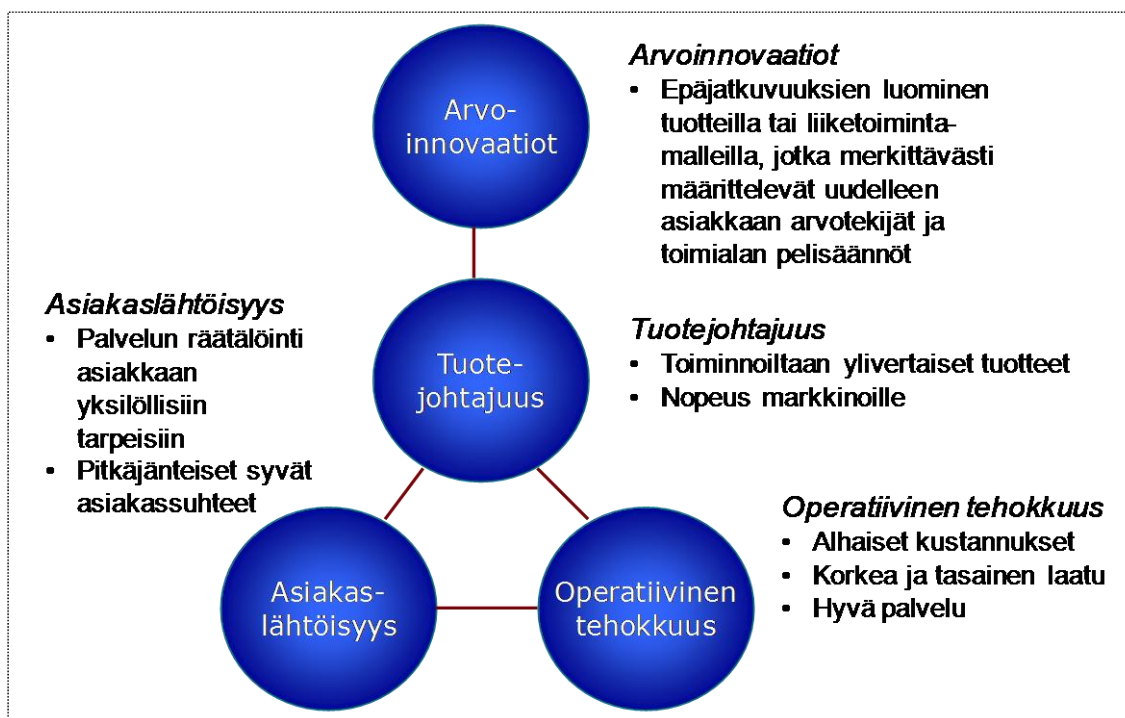 Arvo-
innovaatiot
Arvoinnovaatiot
• Epäjatkuvuuksien luominen
tuotteilla tai liiketoiminta-
malleilla, jotka merkittävästi
määrittelevät uudelleen
asiakkaan arvotekijät ja
toimialan pelisäännöt
Asiakaslähtöisyys
• Palvelun räätälöinti
asiakkaan
yksilöllisiin
tarpeisiin
• Pitkäjänteiset syvät
asiakassuhteet
Tuote-
johtajuus
Tuotejohtajuus
• Toiminnoiltaan ylivertaiset tuotteet
• Nopeus markkinoille
Asiakas-
lähtöisyys
Operatiivinen
tehokkuus
Operatiivinen tehokkuus
• Alhaiset kustannukset
• Korkea ja tasainen laatu
• Hyvä palvelu